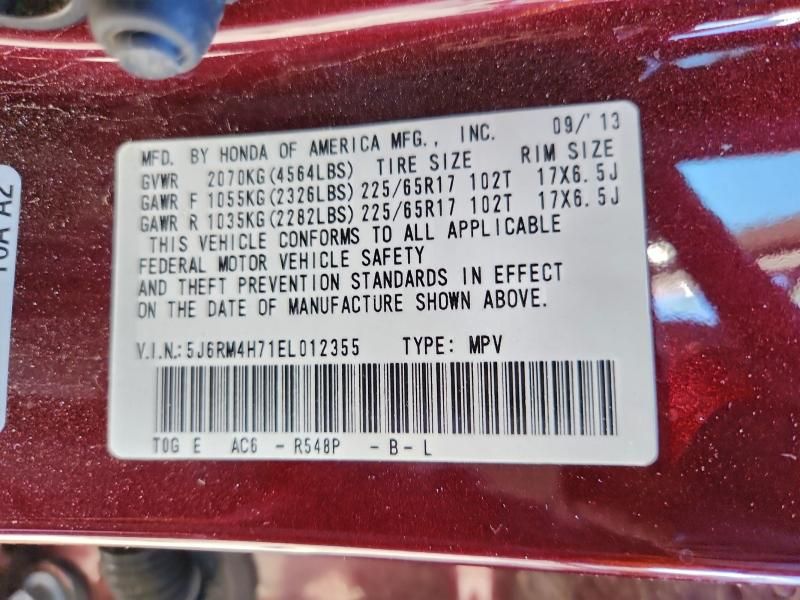 MFD. BY HONDA OF AMERICA MFG., INC. 09/'13
GVWR 2070KG(4564LBS) TIRE SIZE RIM SIZE
GAWR F 1055KG(2326LBS) 225/65R17 102T 17X6.5J
GAWR R 1035KG(2282LBS) 225/65R17 102T 17X6.5J
THIS VEHICLE CONFORMS TO ALL APPLICABLE
FEDERAL MOTOR VEHICLE SAFETY
AND THEFT PREVENTION STANDARDS IN EFFECT
ON THE DATE OF MANUFACTURE SHOWN ABOVE.
V.I.N.: 5J6RM4H71EL012355 TYPE: MPV
T0G E AC6 - R548P - B - L